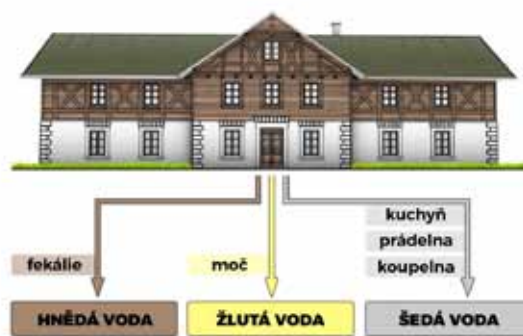 fekálie
moč
kuchyň
prádelna
koupelna
HNĚDÁ VODA
ŽLUTÁ VODA
ŠEDÁ VODA